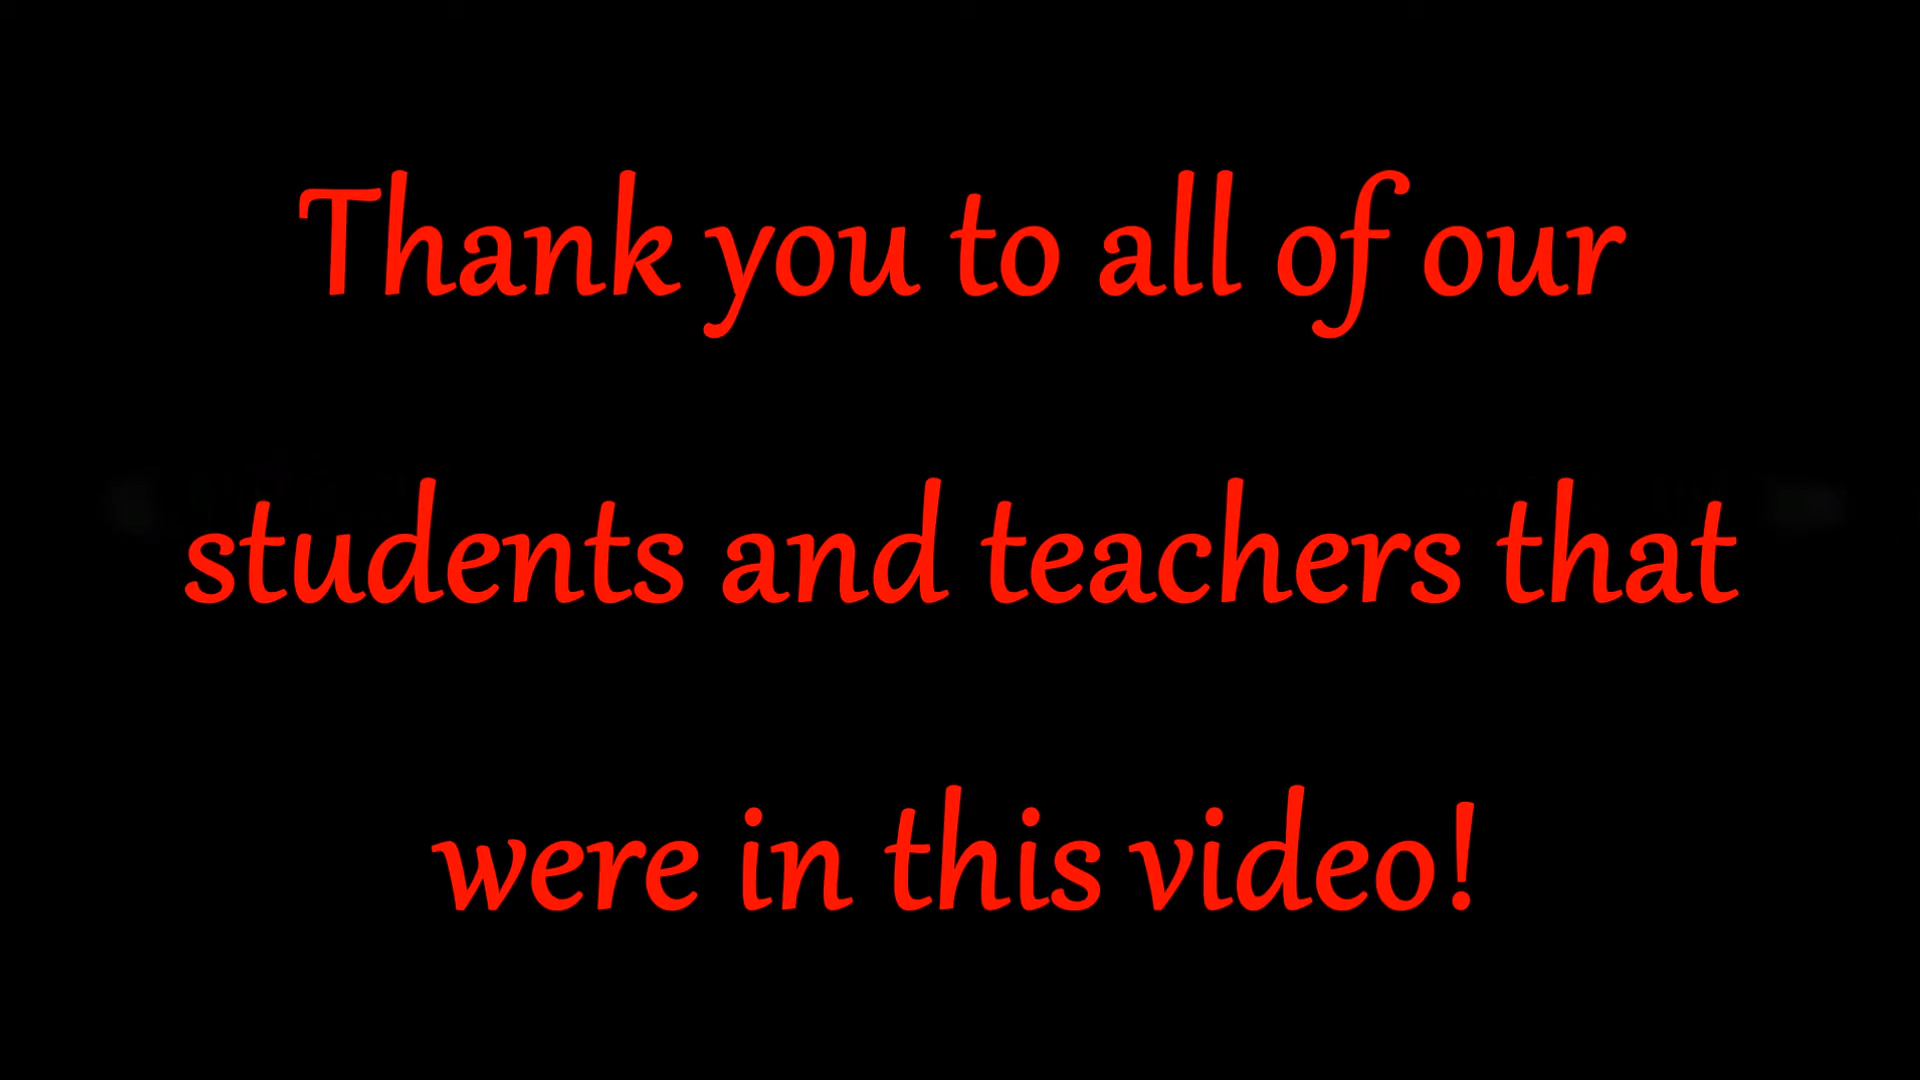 Thank you to all of our
students and teachers that
were in this video!